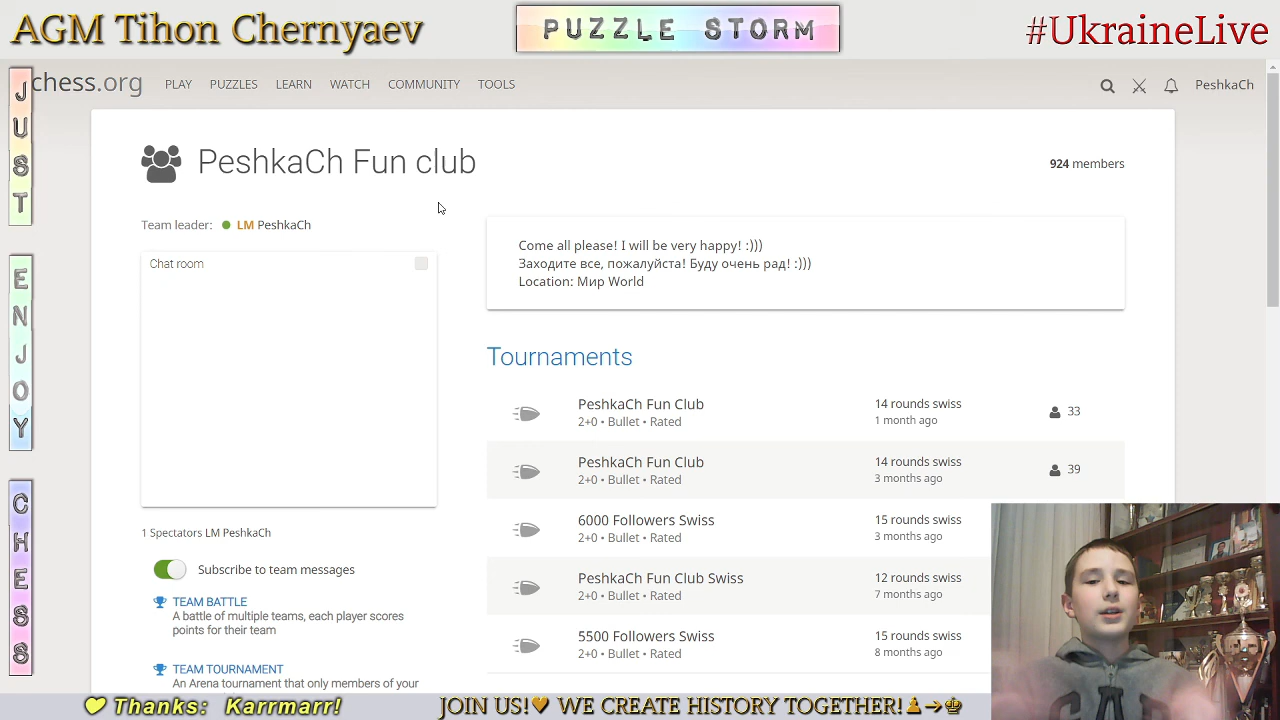 AGM Tihon Chernyaev
PUZZLE STORM
#UkraineLive
JUST
ENJOY
CHESS
chess.org
PLAY PUZZLES LEARN WATCH COMMUNITY TOOLS
PeshkaCh
PeshkaCh Fun club
924 members
Team leader: LM PeshkaCh
Chat room
Come all please! I will be very happy! :)))
Заходите все, пожалуйста! Буду очень рад! :)))
Location: Мир World
Tournaments
PeshkaCh Fun Club 14 rounds swiss 33
2+0 • Bullet • Rated 1 month ago
PeshkaCh Fun Club 14 rounds swiss 39
2+0 • Bullet • Rated 3 months ago
6000 Followers Swiss 15 rounds swiss
2+0 • Bullet • Rated 3 months ago
PeshkaCh Fun Club Swiss 12 rounds swiss
2+0 • Bullet • Rated 7 months ago
5500 Followers Swiss 15 rounds swiss
2+0 • Bullet • Rated 8 months ago
1 Spectators LM PeshkaCh
Subscribe to team messages
TEAM BATTLE
A battle of multiple teams, each player scores
points for their team
TEAM TOURNAMENT
An Arena tournament that only members of your
Thanks: Karrmarr!
JOIN US! WE CREATE HISTORY TOGETHER!